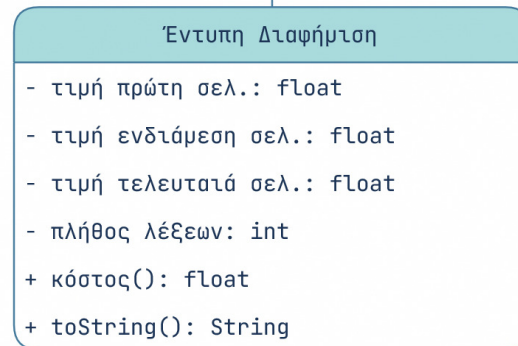 Έντυπη Διαφήμιση
- τιμή πρώτη σελ.: float
- τιμή ενδιάμεση σελ.: float
- τιμή τελευταιά σελ.: float
- πλήθος λέξεων: int
+ κόστος(): float
+ toString(): String